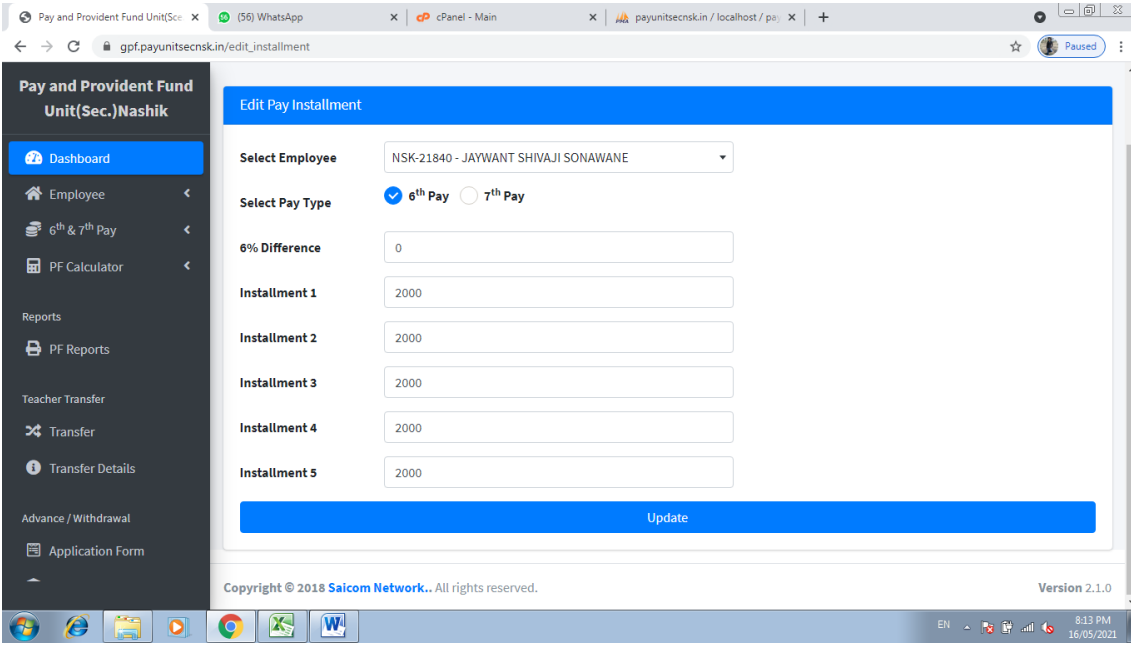 Pay and Provident Fund Unit(Sce
(56) WhatsApp
cPanel - Main
payunitsecnsk.in / localhost / pay
gpf.payunitsecnsk.in/edit_installment
Paused
Pay and Provident Fund
Unit(Sec.)Nashik
Dashboard
Employee
6th & 7th Pay
PF Calculator
Reports
PF Reports
Teacher Transfer
Transfer
Transfer Details
Advance / Withdrawal
Application Form
Edit Pay Installment
Select Employee NSK-21840 - JAYWANT SHIVAJI SONAWANE
Select Pay Type 6th Pay 7th Pay
6% Difference 0
Installment 1 2000
Installment 2 2000
Installment 3 2000
Installment 4 2000
Installment 5 2000
Update
Copyright © 2018 Saicom Network.. All rights reserved. Version 2.1.0
EN 8:13 PM
16/05/2021